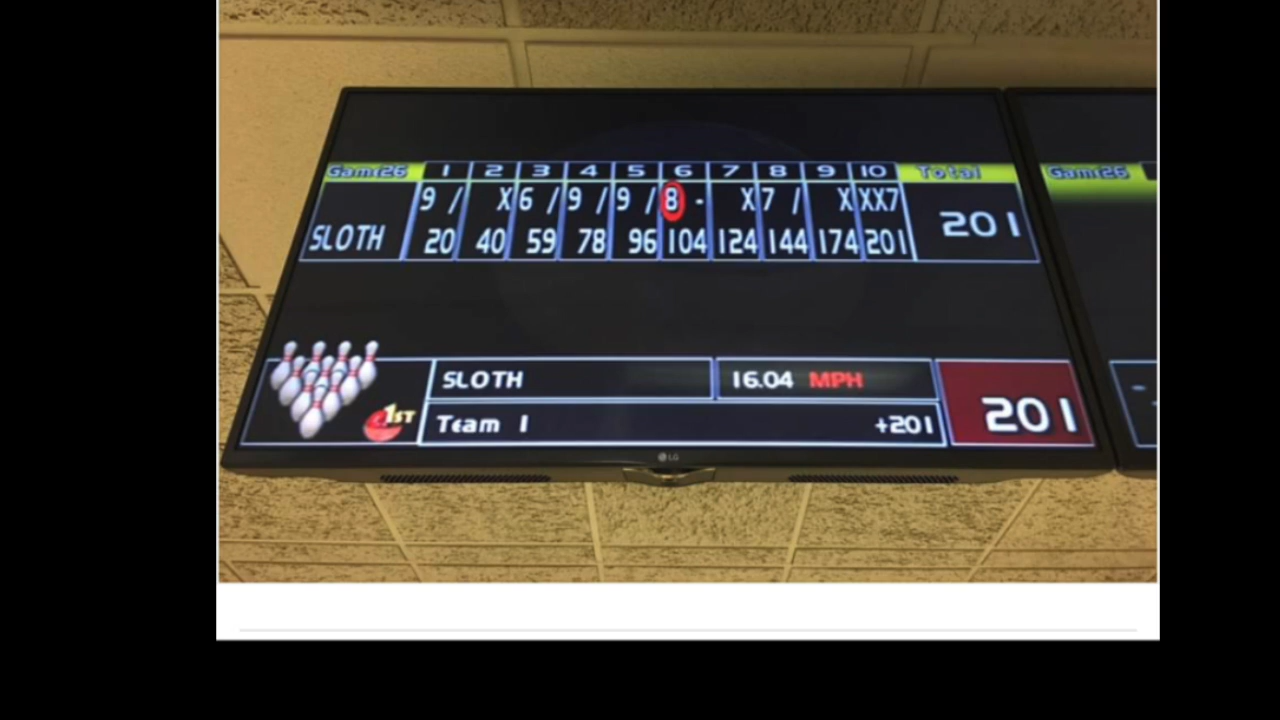 Game26 1 2 3 4 5 6 7 8 9 10 Total Game26
9 / X 6 / 9 / 9 / 8 - X 7 / X XX7
SLOTH 20 40 59 78 96 104 124 144 174 201 201
SLOTH 16.04 MPH
1ST Team 1 +201 201
LG